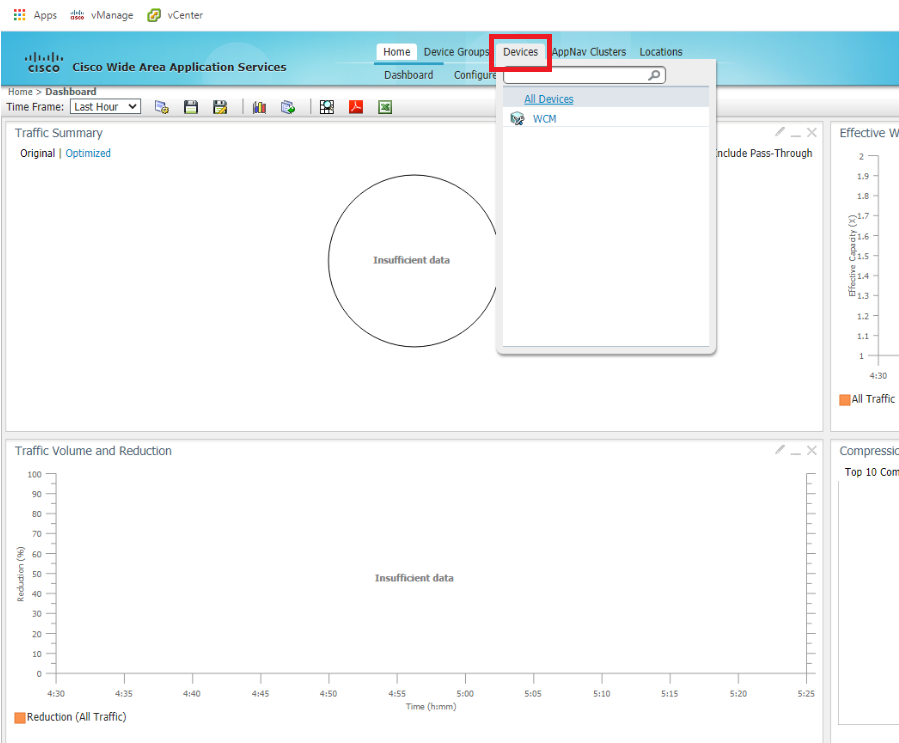 Apps vManage vCenter
CISCO Cisco Wide Area Application Services
Home Device Groups Devices AppNav Clusters Locations
Dashboard Configure
Home > Dashboard
Time Frame: Last Hour
All Devices
WCM
Traffic Summary
Original | Optimized
Include Pass-Through
Insufficient data
Effective W
2
1.9
1.8
1.7
1.6
1.5
1.4
1.3
1.2
1.1
1
Effective Capacity (X)
4:30
All Traffic
Traffic Volume and Reduction
100
90
80
70
60
50
40
30
20
10
0
Reduction (%)
Insufficient data
4:30 4:35 4:40 4:45 4:50 4:55 5:00 5:05 5:10 5:15 5:20 5:25
Time (h:mm)
Reduction (All Traffic)
Compressio
Top 10 Com